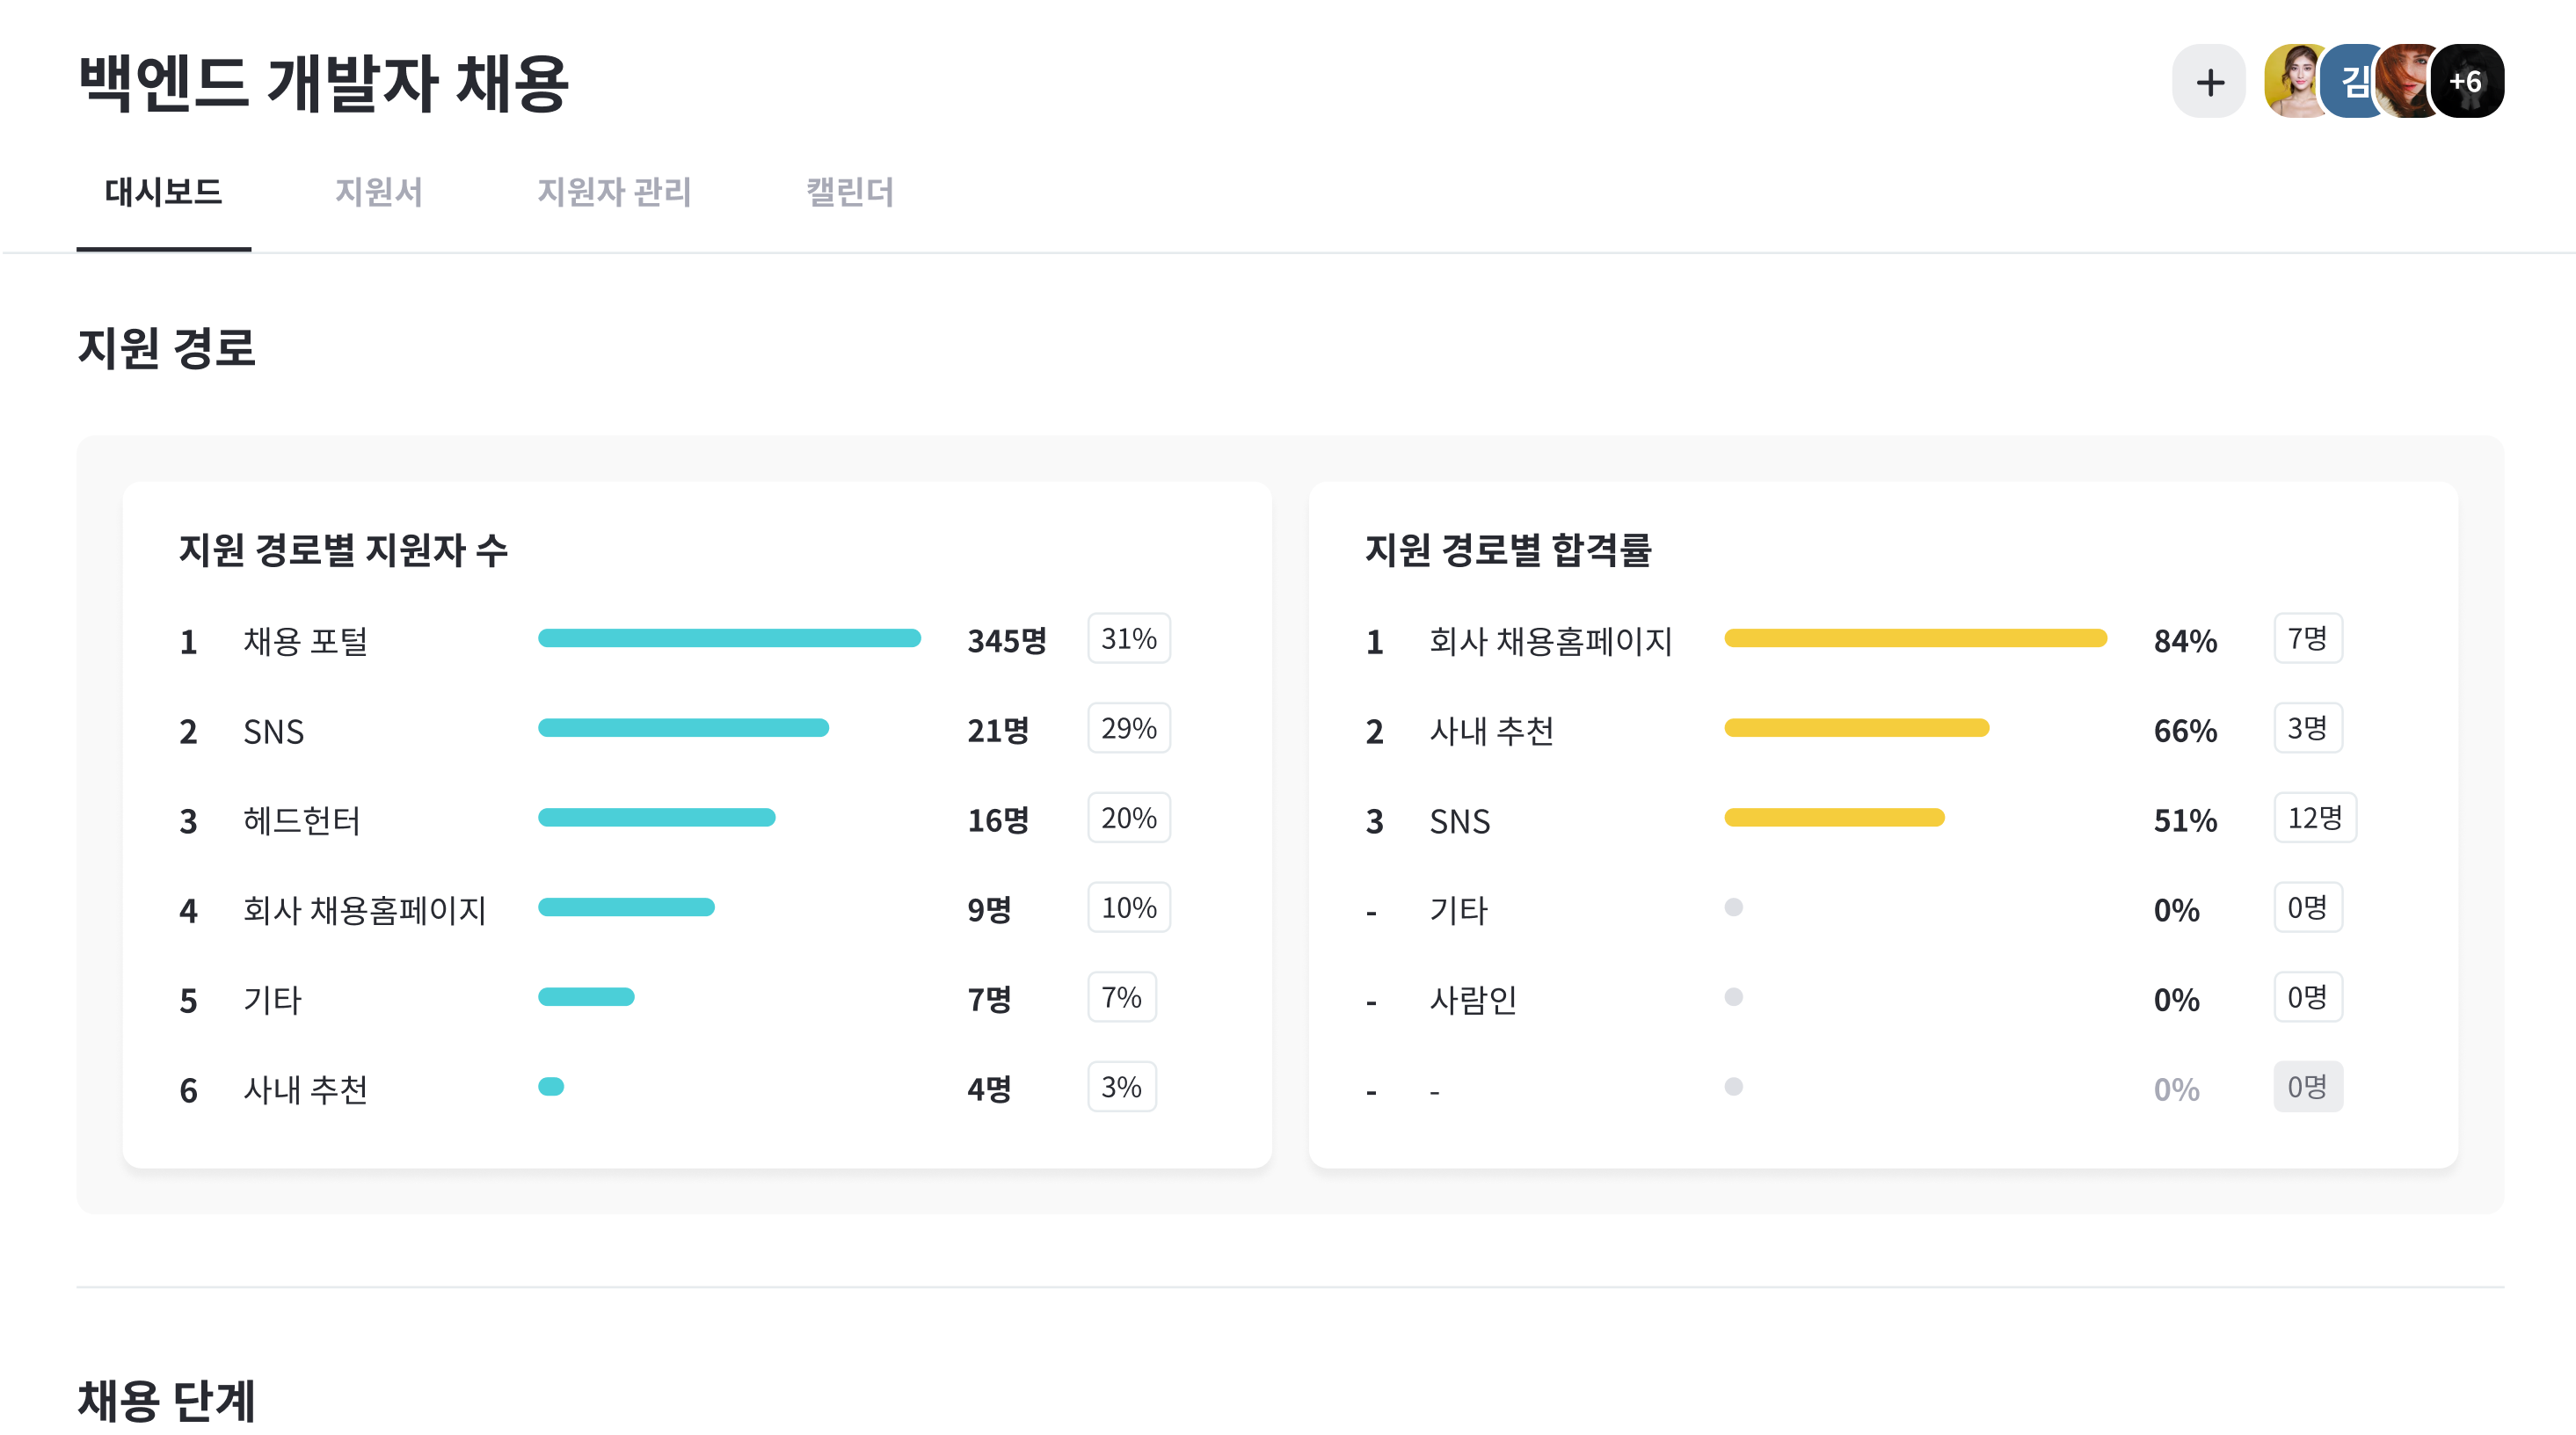 백엔드 개발자 채용
+
김
+6
대시보드 지원서 지원자 관리 캘린더
지원 경로
지원 경로별 지원자 수
1 채용 포털 345명 31%
2 SNS 21명 29%
3 헤드헌터 16명 20%
4 회사 채용홈페이지 9명 10%
5 기타 7명 7%
6 사내 추천 4명 3%
지원 경로별 합격률
1 회사 채용홈페이지 84% 7명
2 사내 추천 66% 3명
3 SNS 51% 12명
- 기타 0% 0명
- 사람인 0% 0명
- - 0% 0명
채용 단계